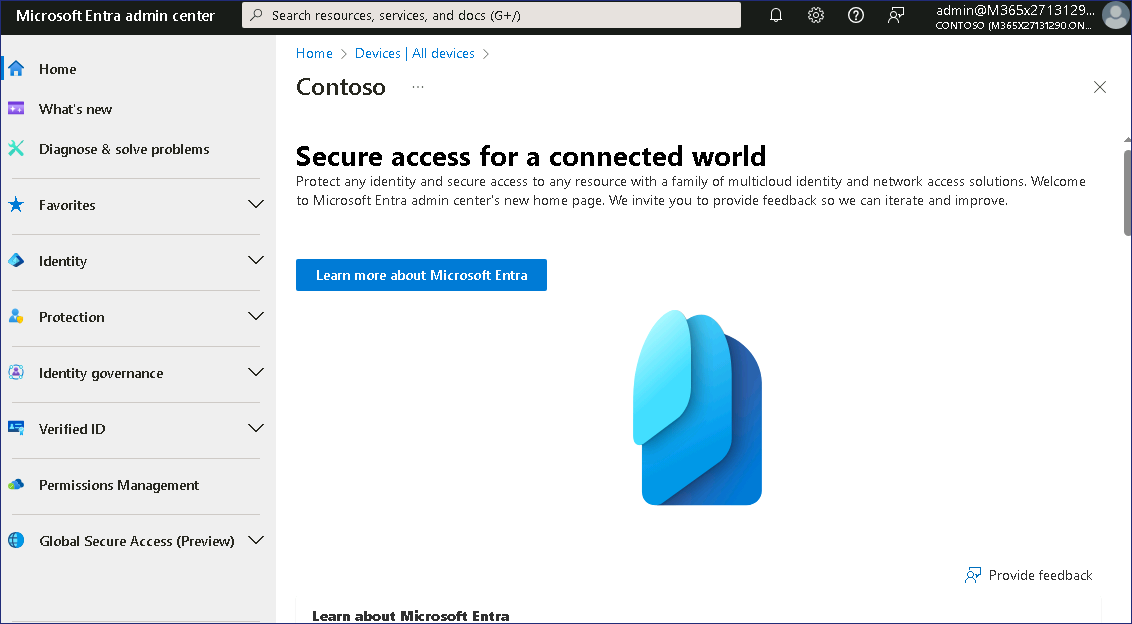 Microsoft Entra admin center
Search resources, services, and docs (G+/)
admin@M365x2713129...
CONTOSO (M365X27131290.ON...
Home
What's new
Diagnose & solve problems
Favorites
Identity
Protection
Identity governance
Verified ID
Permissions Management
Global Secure Access (Preview)
Home > Devices | All devices >
Contoso ...
Secure access for a connected world
Protect any identity and secure access to any resource with a family of multicloud identity and network access solutions. Welcome
to Microsoft Entra admin center's new home page. We invite you to provide feedback so we can iterate and improve.
Learn more about Microsoft Entra
Provide feedback
Learn about Microsoft Entra